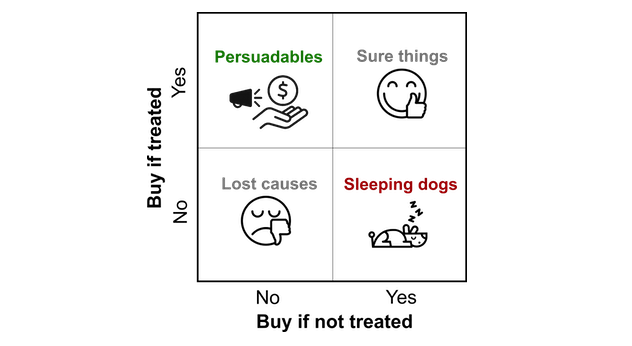 Persuadables
Sure things
$
Buy if treated
Yes
No
Lost causes
Sleeping dogs
z z z z
No
Yes
Buy if not treated